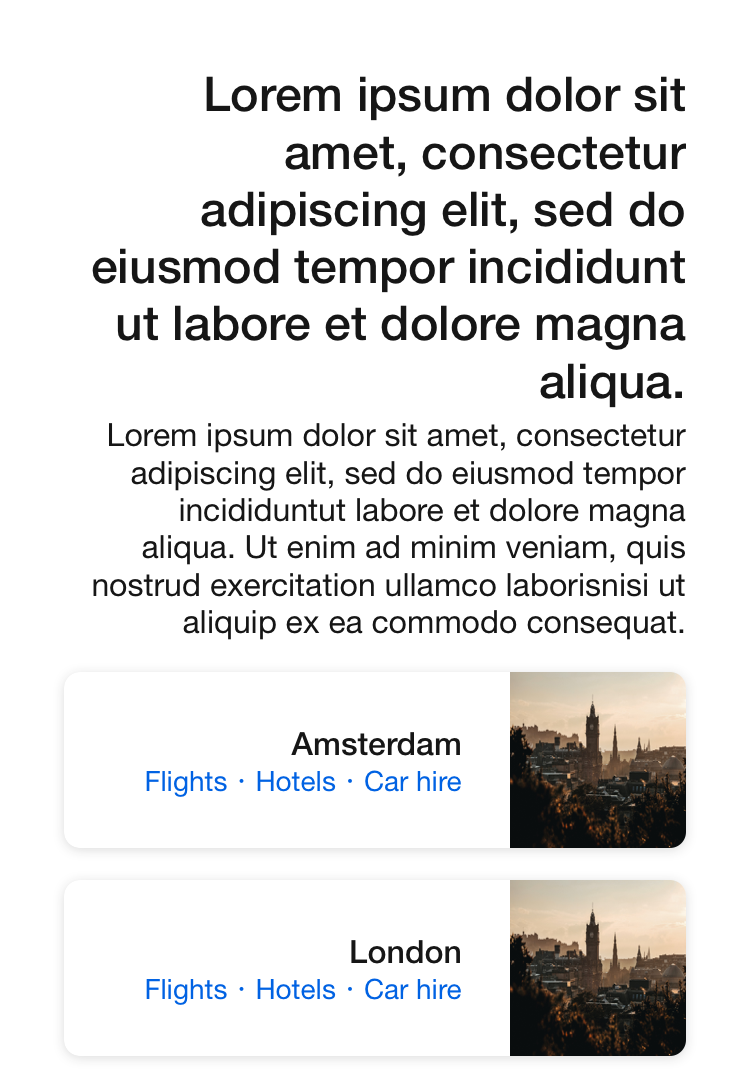 Lorem ipsum dolor sit
amet, consectetur
adipiscing elit, sed do
eiusmod tempor incididunt
ut labore et dolore magna
aliqua.
Lorem ipsum dolor sit amet, consectetur
adipiscing elit, sed do eiusmod tempor
incididuntut labore et dolore magna
aliqua. Ut enim ad minim veniam, quis
nostrud exercitation ullamco laborisnisi ut
aliquip ex ea commodo consequat.
Amsterdam
Flights · Hotels · Car hire
London
Flights · Hotels · Car hire